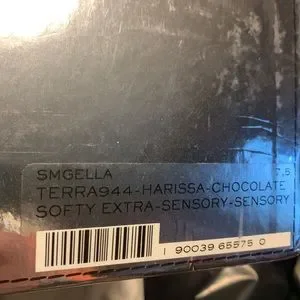 SMGELLA 7,5
TERRA944-HARISSA-CHOCOLATE
SOFTY EXTRA-SENSORY-SENSORY
1 90039 65575 0